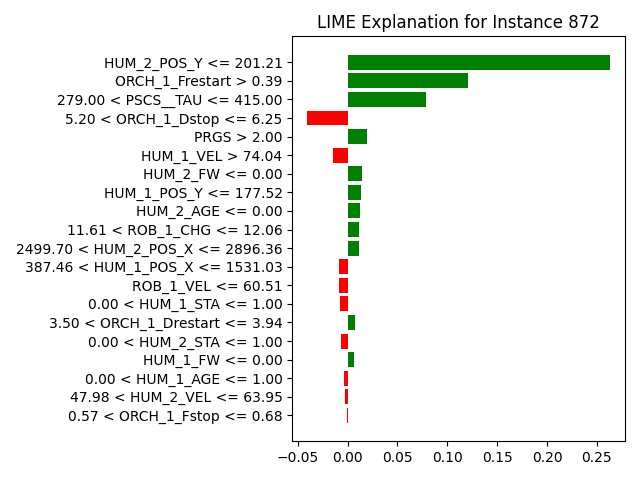 LIME Explanation for Instance 872
HUM_2_POS_Y <= 201.21
ORCH_1_Frestart > 0.39
279.00 < PSCS__TAU <= 415.00
5.20 < ORCH_1_Dstop <= 6.25
PRGS > 2.00
HUM_1_VEL > 74.04
HUM_2_FW <= 0.00
HUM_1_POS_Y <= 177.52
HUM_2_AGE <= 0.00
11.61 < ROB_1_CHG <= 12.06
2499.70 < HUM_2_POS_X <= 2896.36
387.46 < HUM_1_POS_X <= 1531.03
ROB_1_VEL <= 60.51
0.00 < HUM_1_STA <= 1.00
3.50 < ORCH_1_Drestart <= 3.94
0.00 < HUM_2_STA <= 1.00
HUM_1_FW <= 0.00
0.00 < HUM_1_AGE <= 1.00
47.98 < HUM_2_VEL <= 63.95
0.57 < ORCH_1_Fstop <= 0.68
−0.05 0.00 0.05 0.10 0.15 0.20 0.25